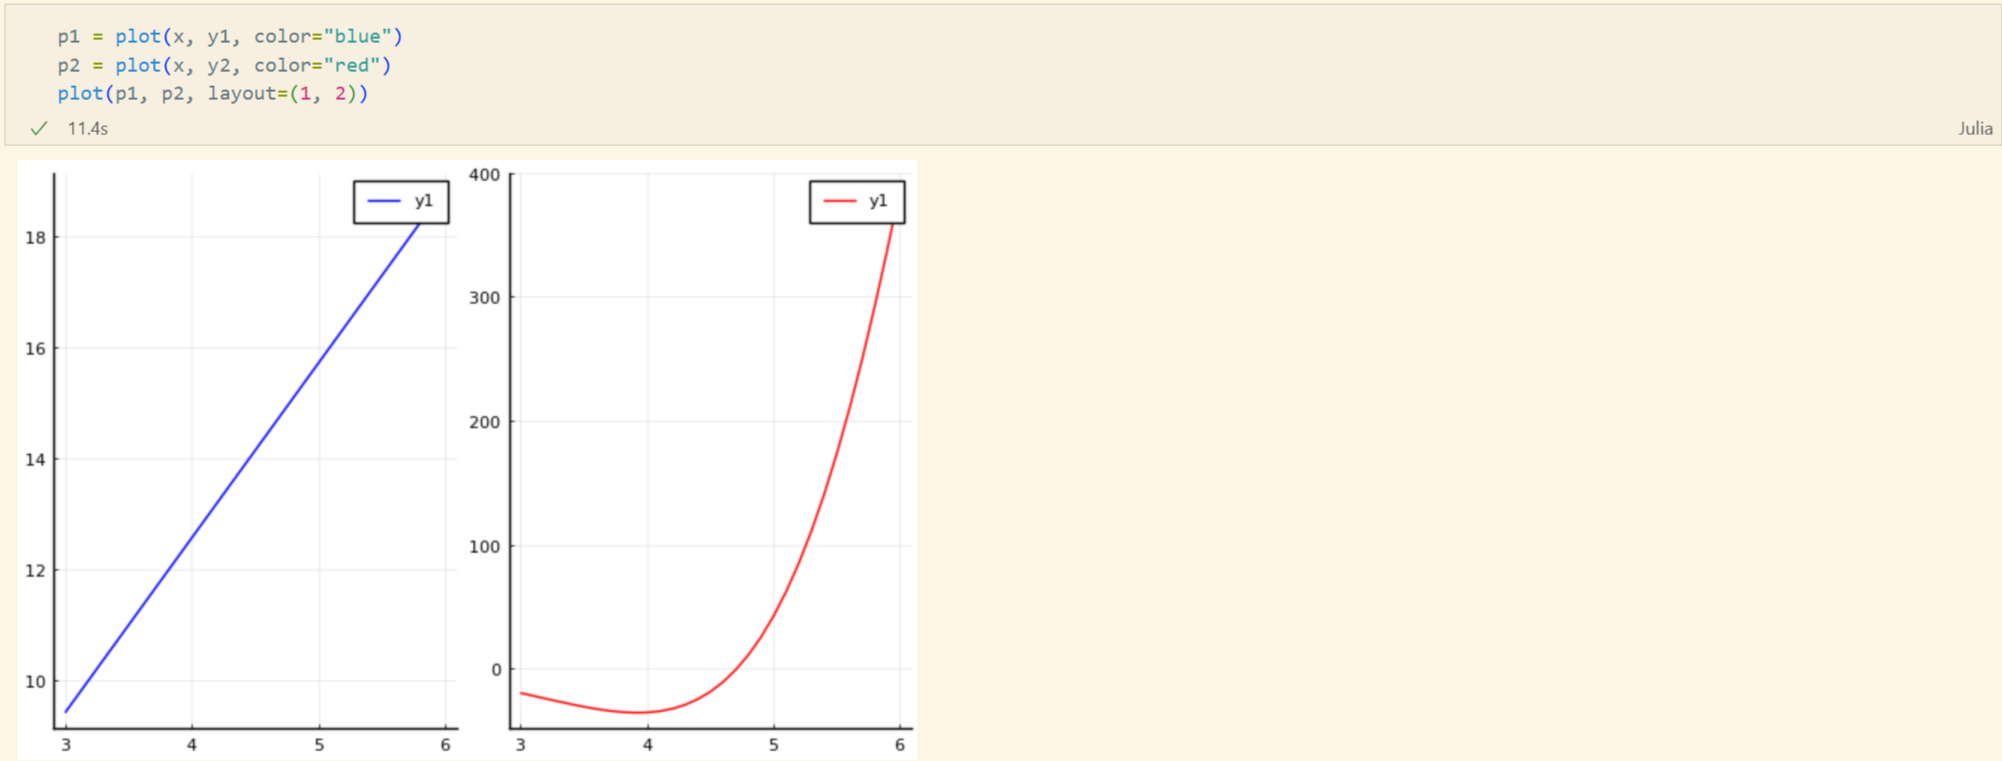 p1 = plot(x, y1, color="blue")
p2 = plot(x, y2, color="red")
plot(p1, p2, layout=(1, 2))
11.4s
Julia
y1
18
16
14
12
10
3 4 5 6
y1
400
300
200
100
0
3 4 5 6